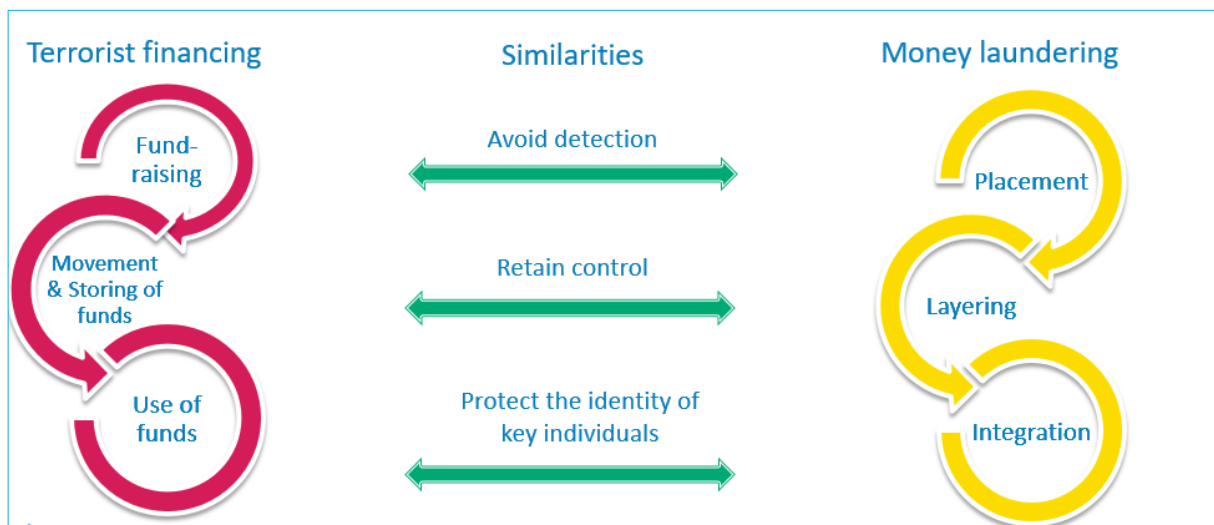 Terrorist financing
Similarities
Money laundering
Fund-
raising
Avoid detection
Placement
Movement
& Storing of
funds
Retain control
Layering
Use of
funds
Protect the identity of
key individuals
Integration